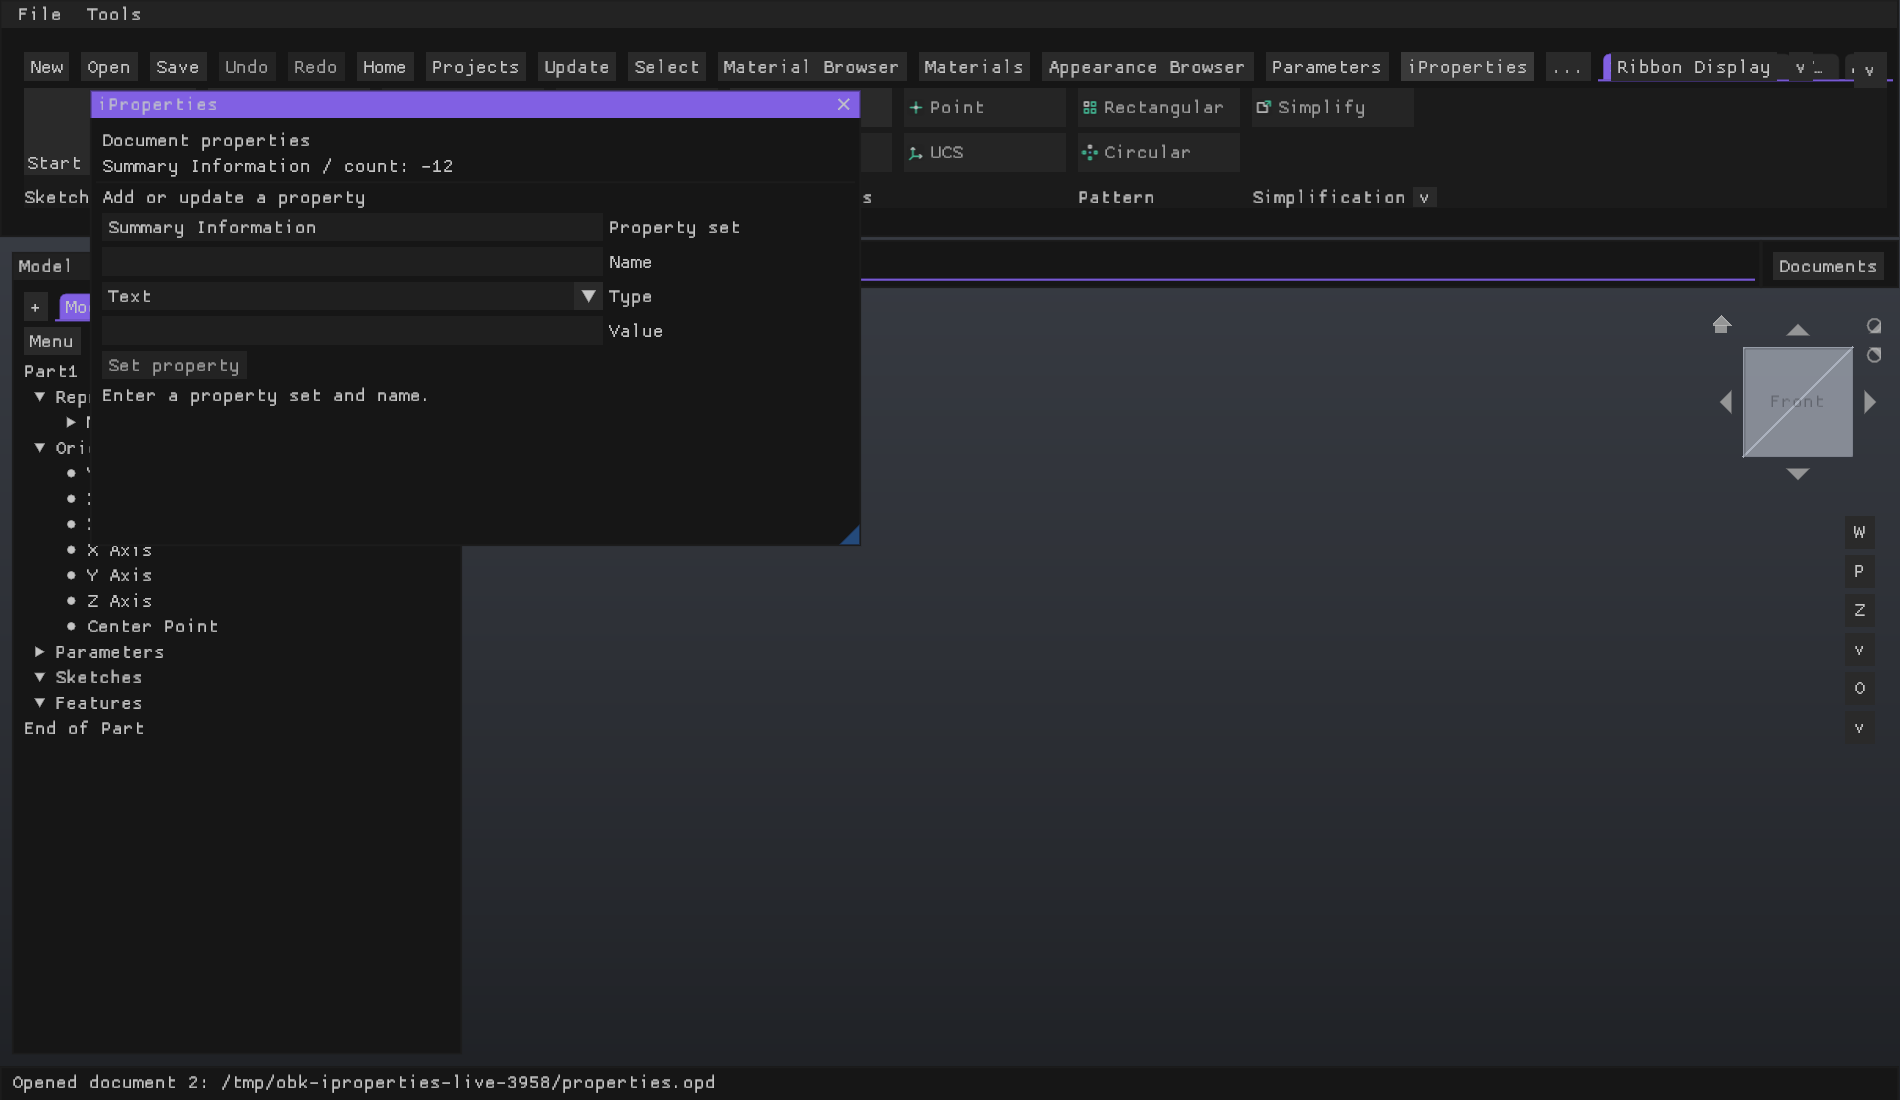 File Tools
New Open Save Undo Redo Home Projects Update Select Material Browser Materials Appearance Browser Parameters iProperties ... Ribbon Display v v
iProperties
Point Rectangular Simplify
Document properties
Start
UCS Circular
Summary Information / count: -12
Sketch
Add or update a property
s Pattern Simplification v
Summary Information Property set
Name
Model
Documents
Text Type
+
Value
Menu
Set property
Part1
Enter a property set and name.
X Axis
Y Axis
Z Axis
Center Point
Parameters
Sketches
Features
End of Part
Front
W
P
Z
v
O
v
Opened document 2: /tmp/obk-iproperties-live-3958/properties.opd